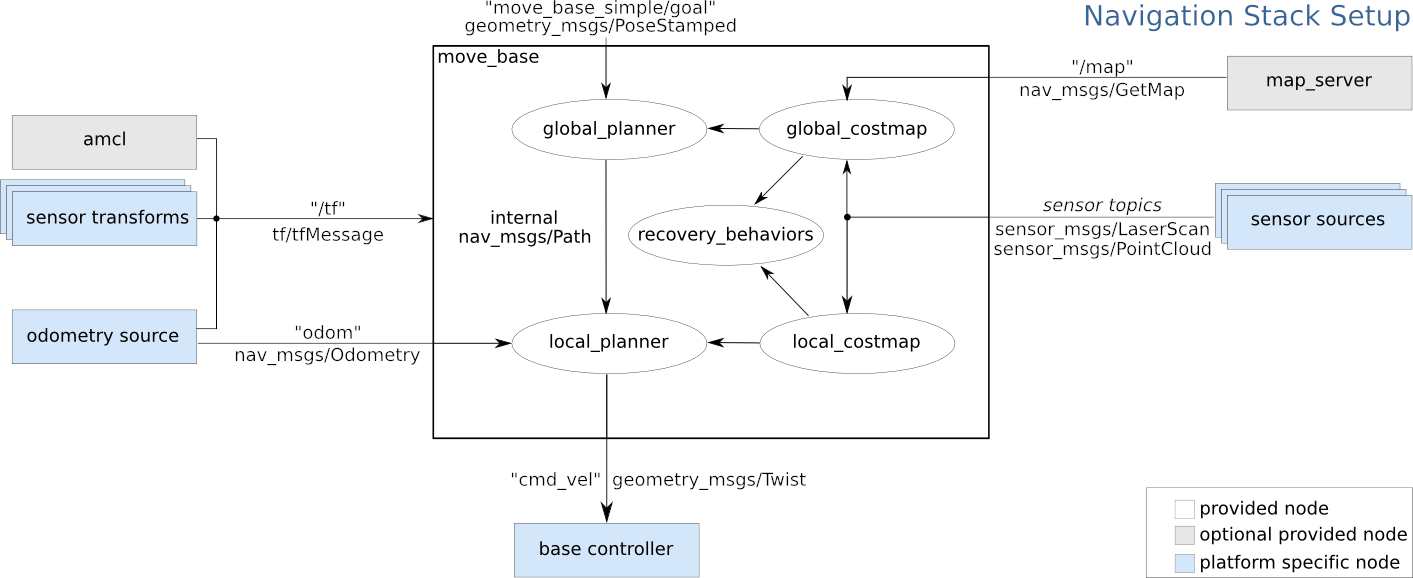 "move_base_simple/goal"
geometry_msgs/PoseStamped
Navigation Stack Setup
move_base
"/map"
nav_msgs/GetMap
map_server
global_planner
global_costmap
amcl
sensor transforms
"/tf"
tf/tfMessage
internal
nav_msgs/Path
recovery_behaviors
sensor topics
sensor_msgs/LaserScan
sensor_msgs/PointCloud
sensor sources
odometry source
"odom"
nav_msgs/Odometry
local_planner
local_costmap
"cmd_vel" geometry_msgs/Twist
base controller
provided node
optional provided node
platform specific node